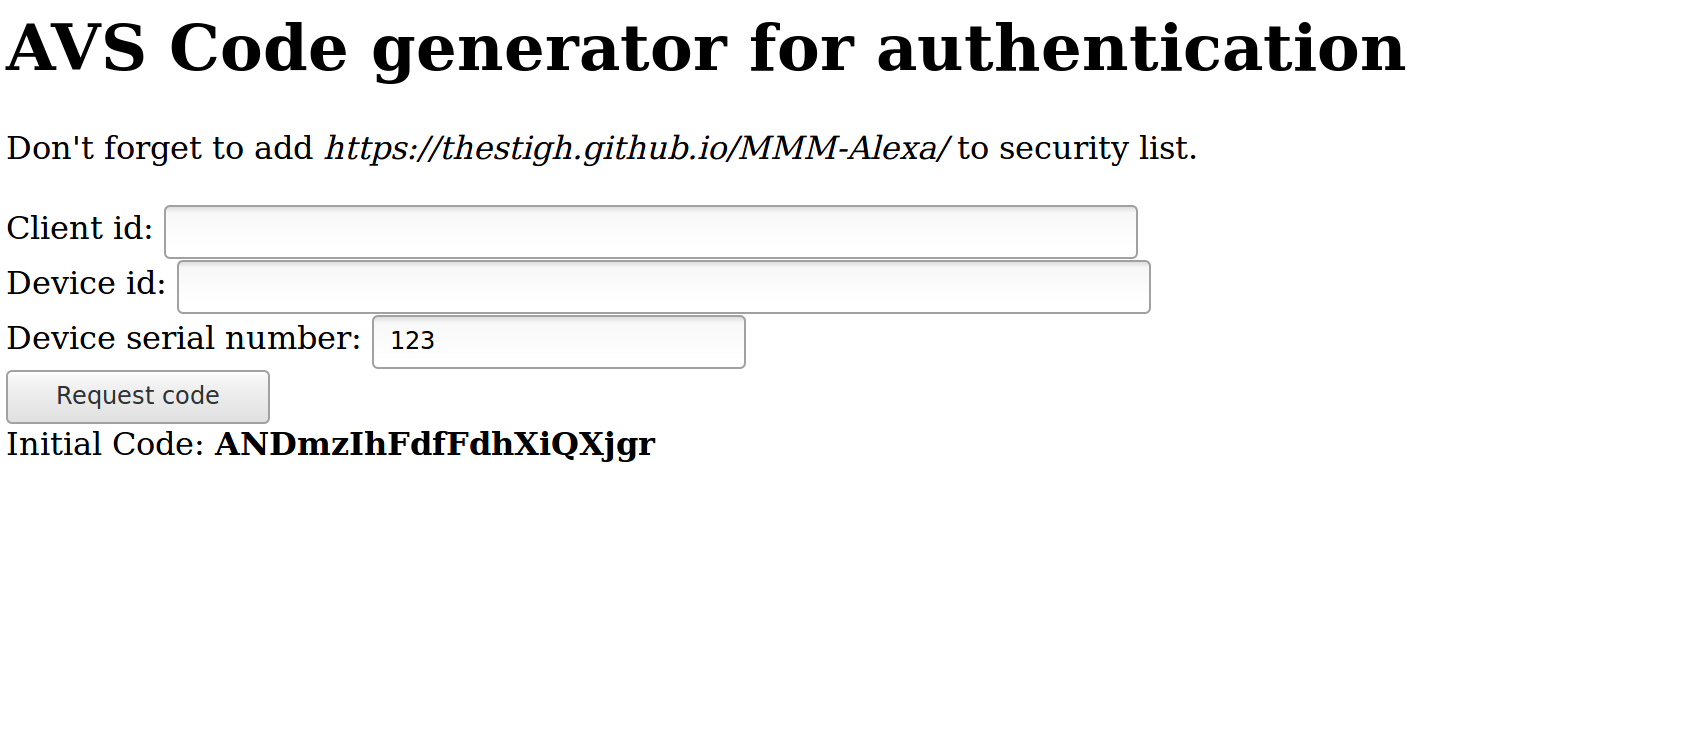 AVS Code generator for authentication
Don't forget to add https://thestigh.github.io/MMM-Alexa/ to security list.
Client id:
Device id:
Device serial number: 123
Request code
Initial Code: ANDmzIhFdfFdhXiQXjgr